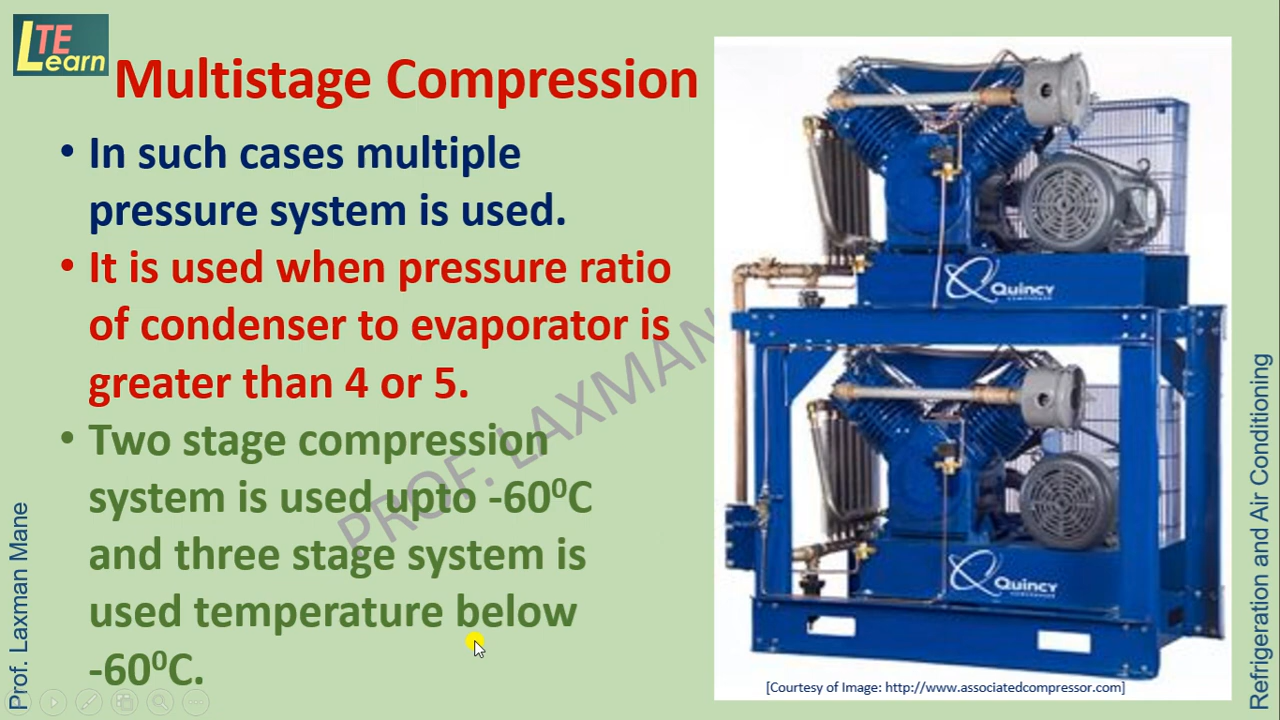 LTE Learn
Multistage Compression
• In such cases multiple
pressure system is used.
• It is used when pressure ratio
of condenser to evaporator is
greater than 4 or 5.
• Two stage compression
system is used upto -60⁰C
and three stage system is
used temperature below
-60⁰C.
PROF. LAXMAN
Prof. Laxman Mane
Refrigeration and Air Conditioning
Quincy
COMPRESSOR
Quincy
COMPRESSOR
[Courtesy of Image: http://www.associatedcompressor.com]